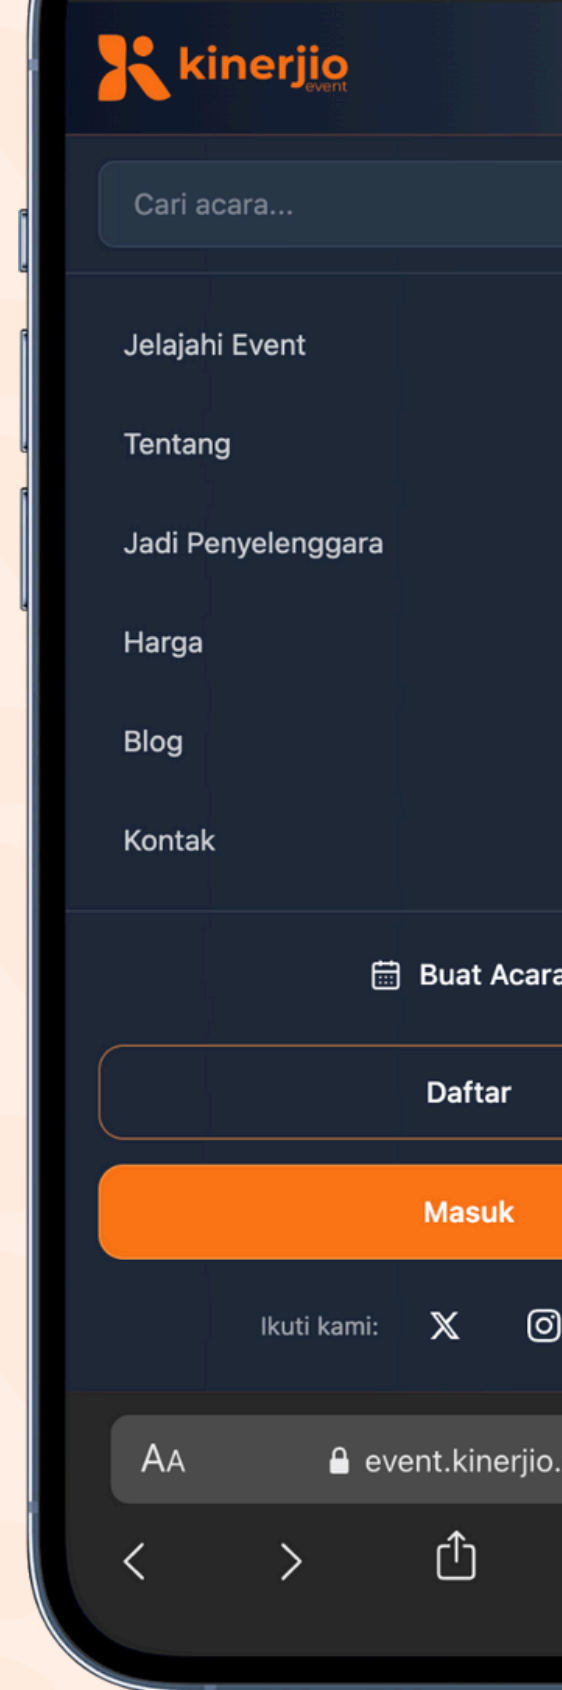 kinerjio
event
Cari acara...
Jelajahi Event
Tentang
Jadi Penyelenggara
Harga
Blog
Kontak
Buat Acara
Daftar
Masuk
Ikuti kami:
AA
event.kinerjio.